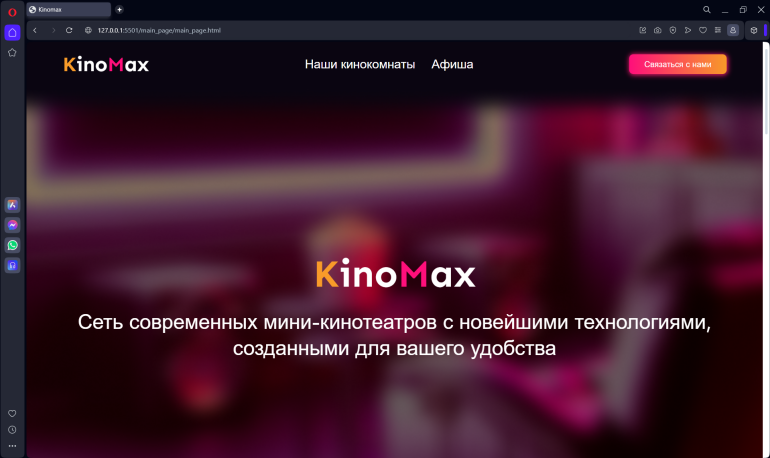 Kinomax
127.0.0.1:5501/main_page/main_page.html
KinoMax
Наши кинокомнаты
Афиша
Связаться с нами
KinoMax
Сеть современных мини-кинотеатров с новейшими технологиями,
созданными для вашего удобства